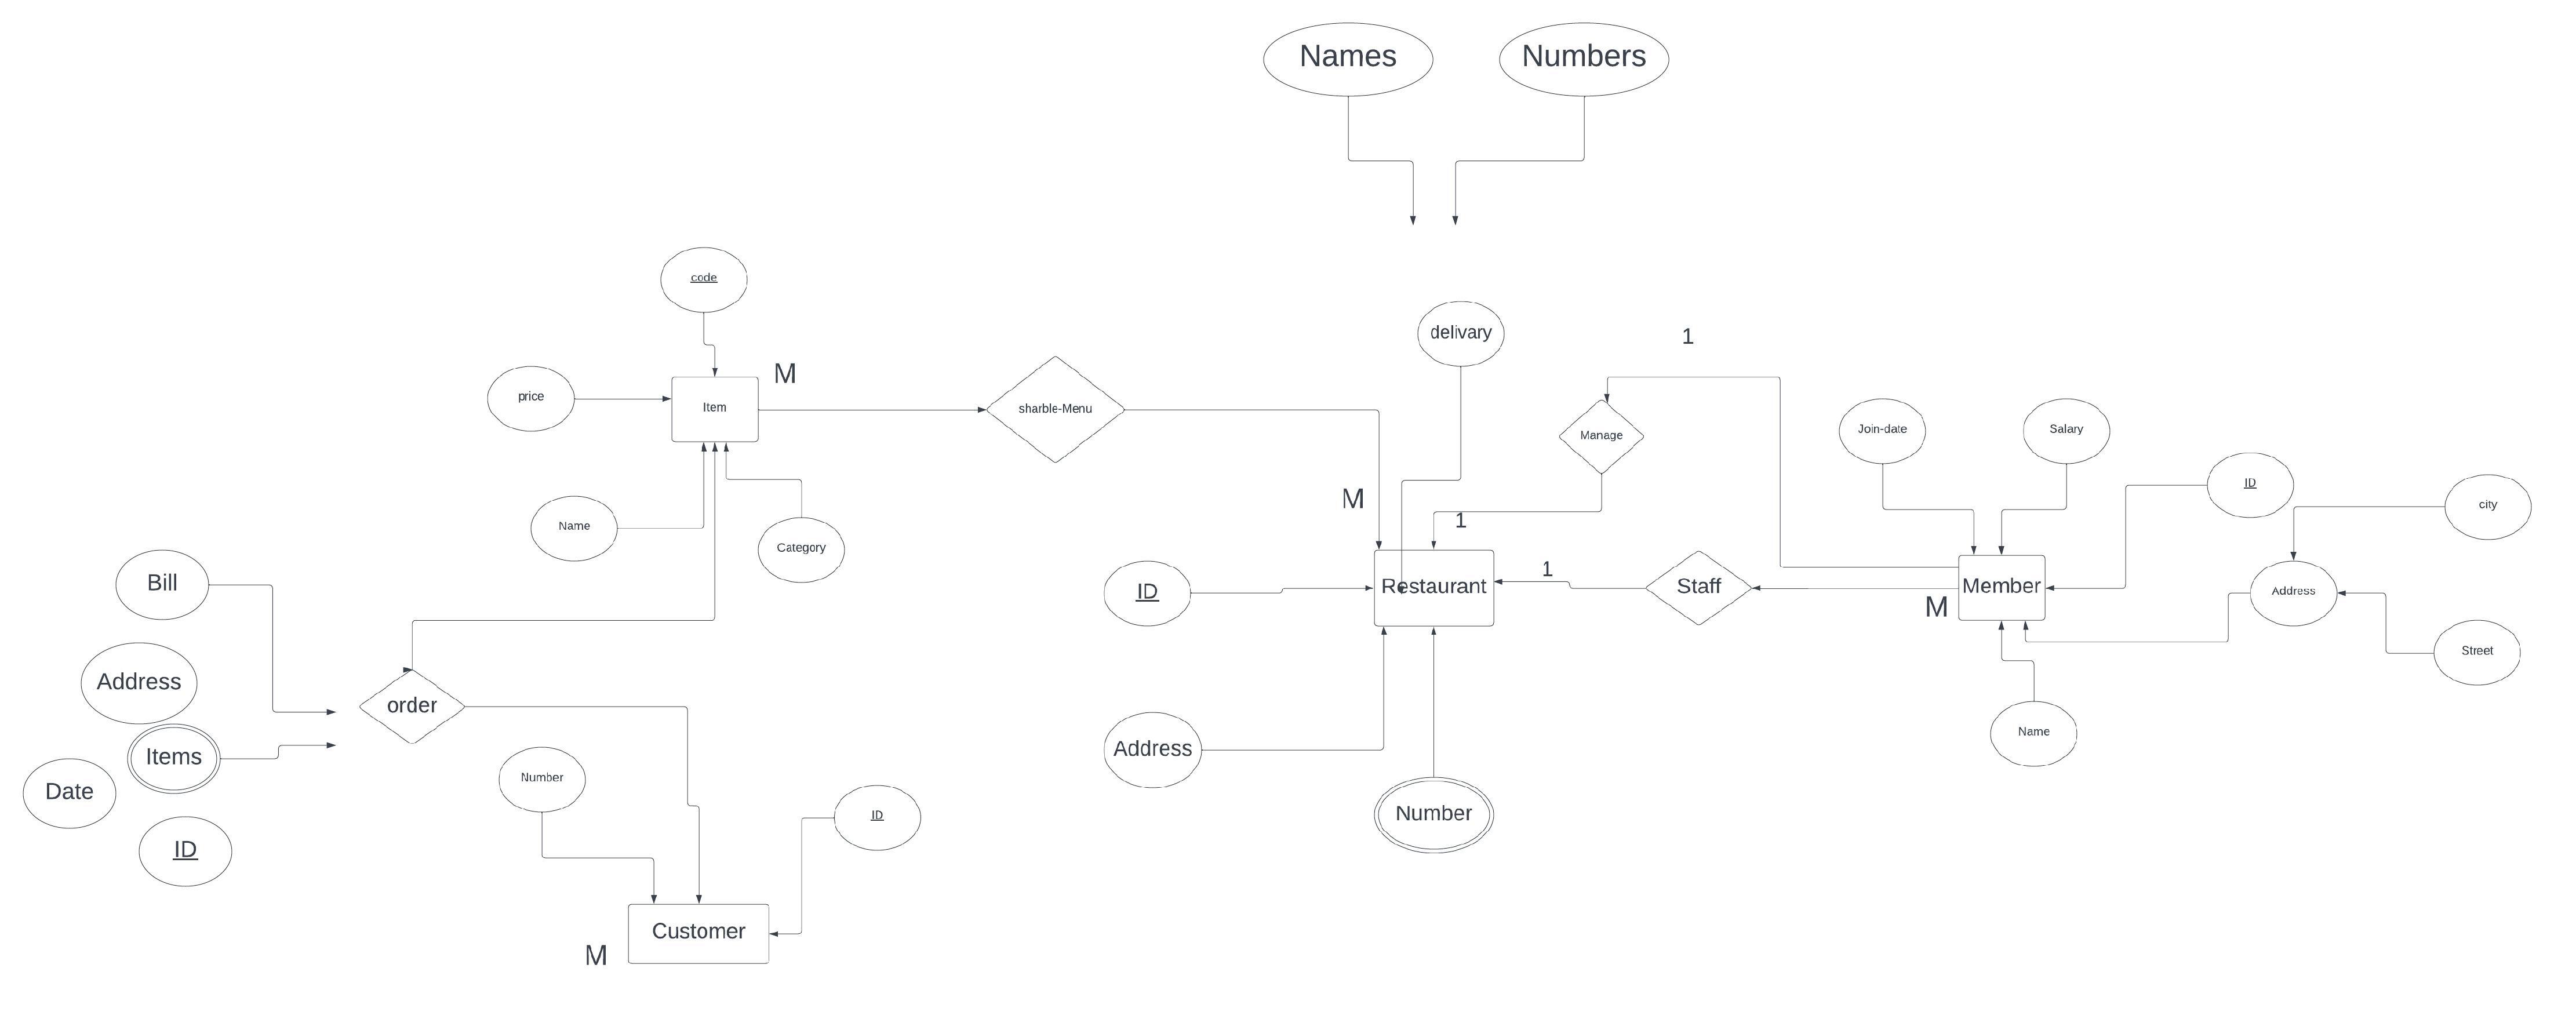 Names
Numbers
code
delivary
1
M
price
Item
sharble-Menu
Manage
Join-date
Salary
ID
city
M
1
Name
Category
Bill
ID
Restaurant
1
Staff
Member
M
Address
Street
Address
order
Items
Number
Date
ID
ID
Address
Number
Name
Customer
M